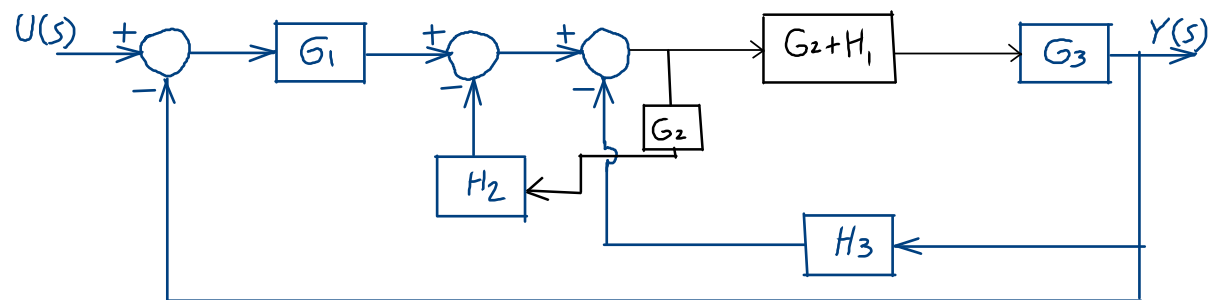 U(s) + G1 + + G2+H1 G3 Y(s)
- - - G2
H2
H3